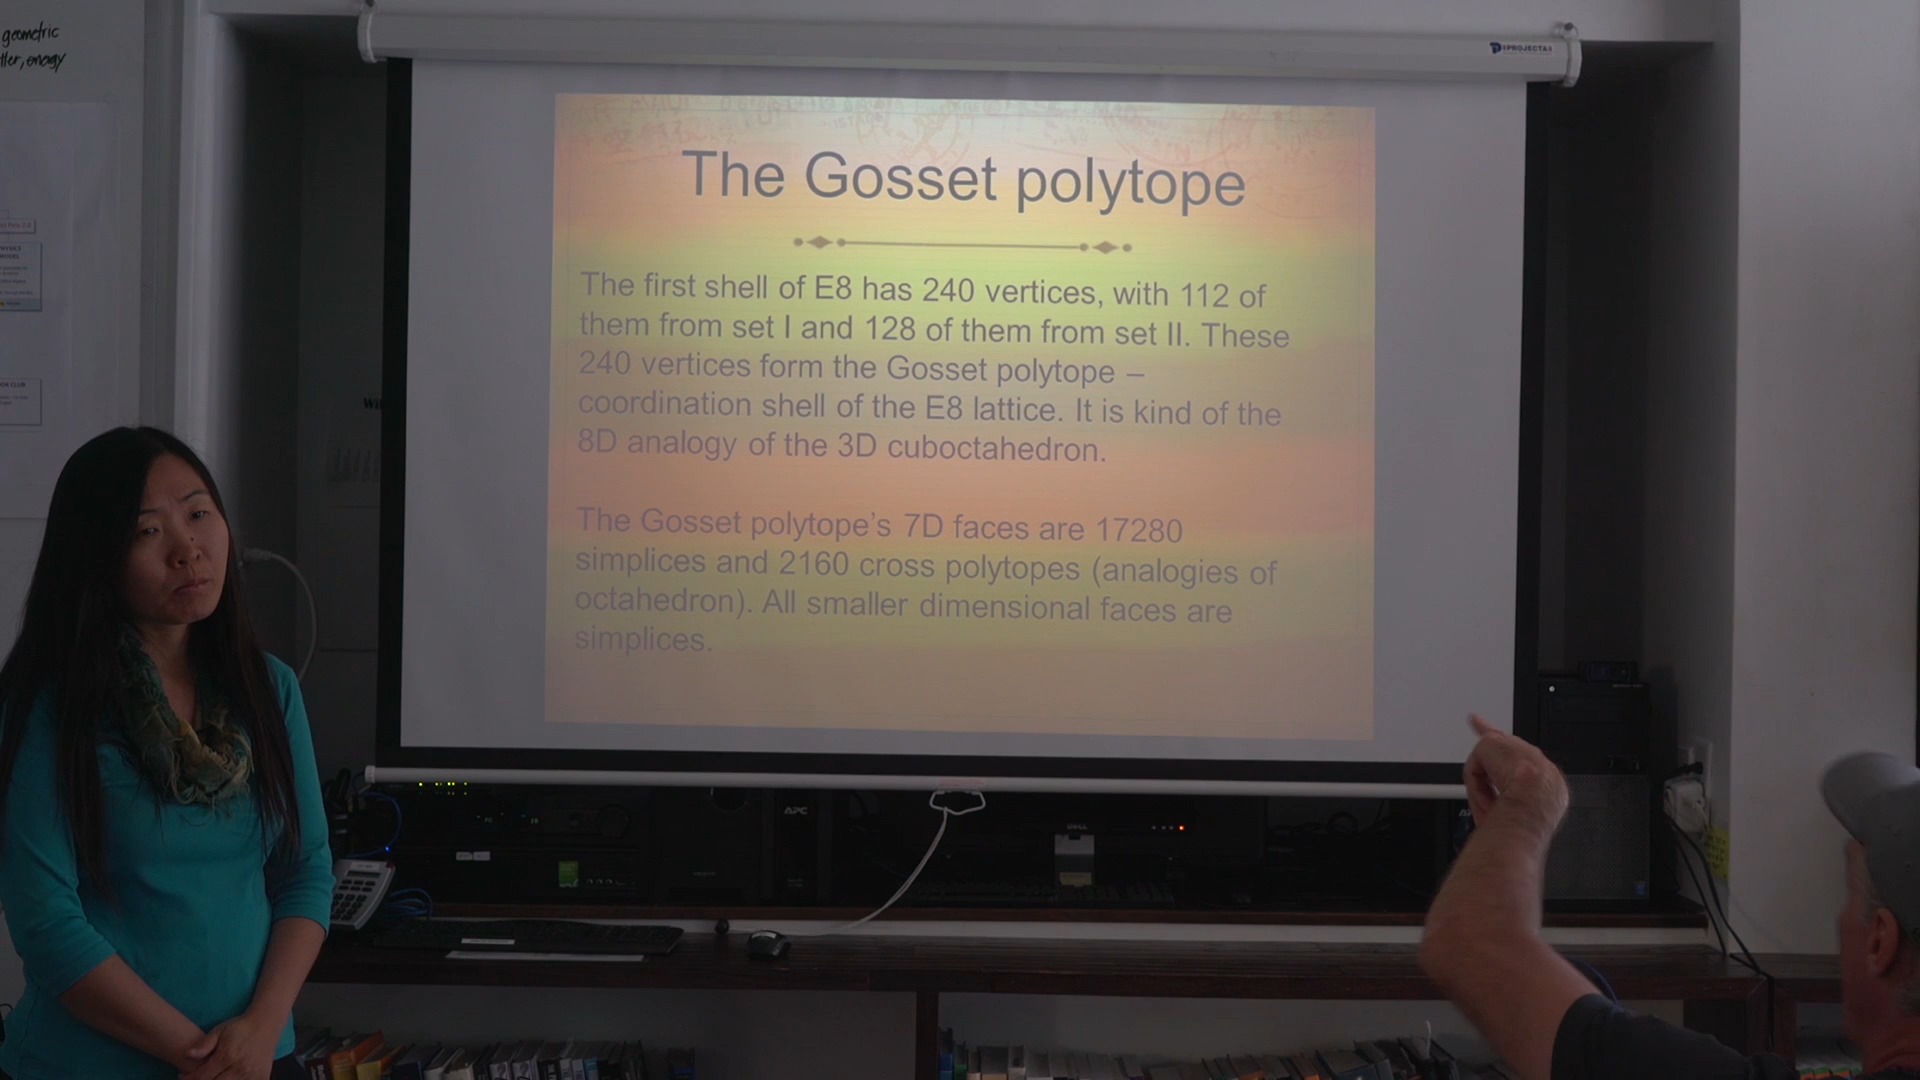 geometric
energy
PROJECTA
The Gosset polytope
The first shell of E8 has 240 vertices, with 112 of
them from set I and 128 of them from set II. These
240 vertices form the Gosset polytope –
coordination shell of the E8 lattice. It is kind of the
8D analogy of the 3D cuboctahedron.
The Gosset polytope's 7D faces are 17280
simplices and 2160 cross polytopes (analogies of
octahedron). All smaller dimensional faces are
simplices.
APC
DELL